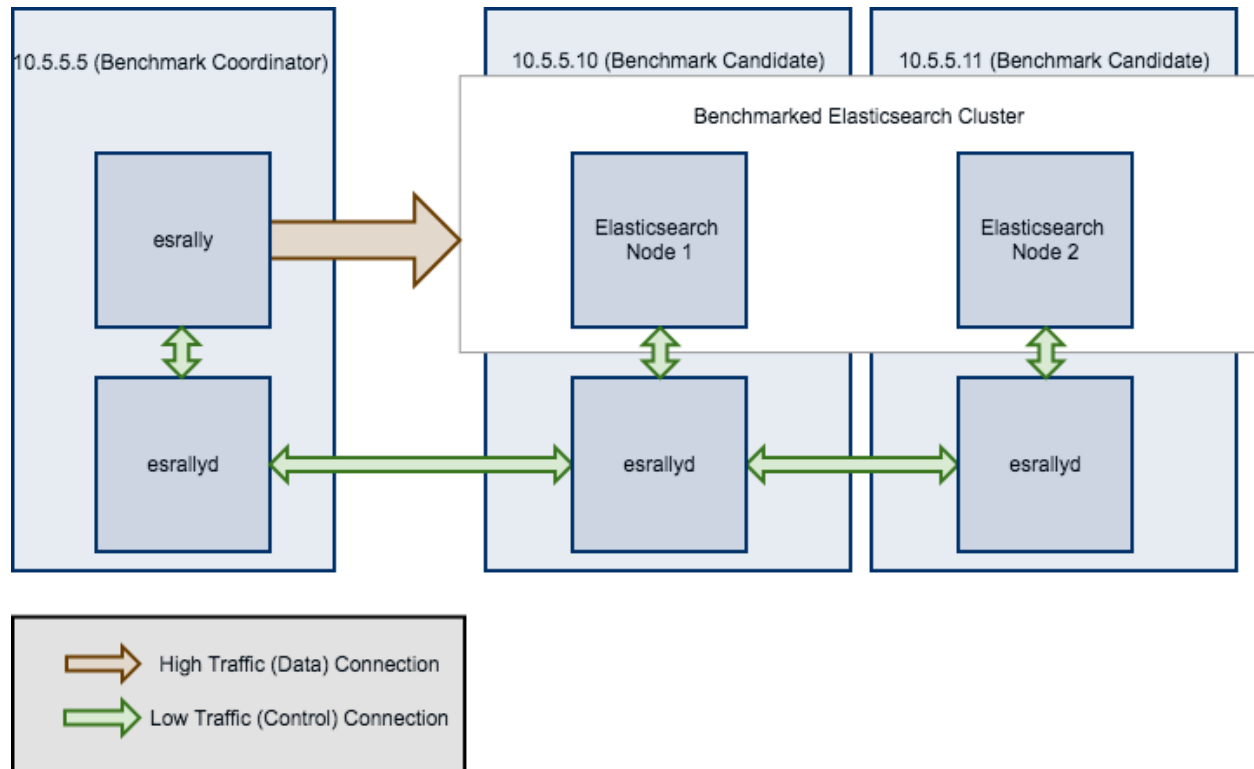 10.5.5.5 (Benchmark Coordinator)
10.5.5.10 (Benchmark Candidate)
10.5.5.11 (Benchmark Candidate)
Benchmarked Elasticsearch Cluster
esrally
Elasticsearch
Node 1
Elasticsearch
Node 2
esrallyd
esrallyd
esrallyd
High Traffic (Data) Connection
Low Traffic (Control) Connection